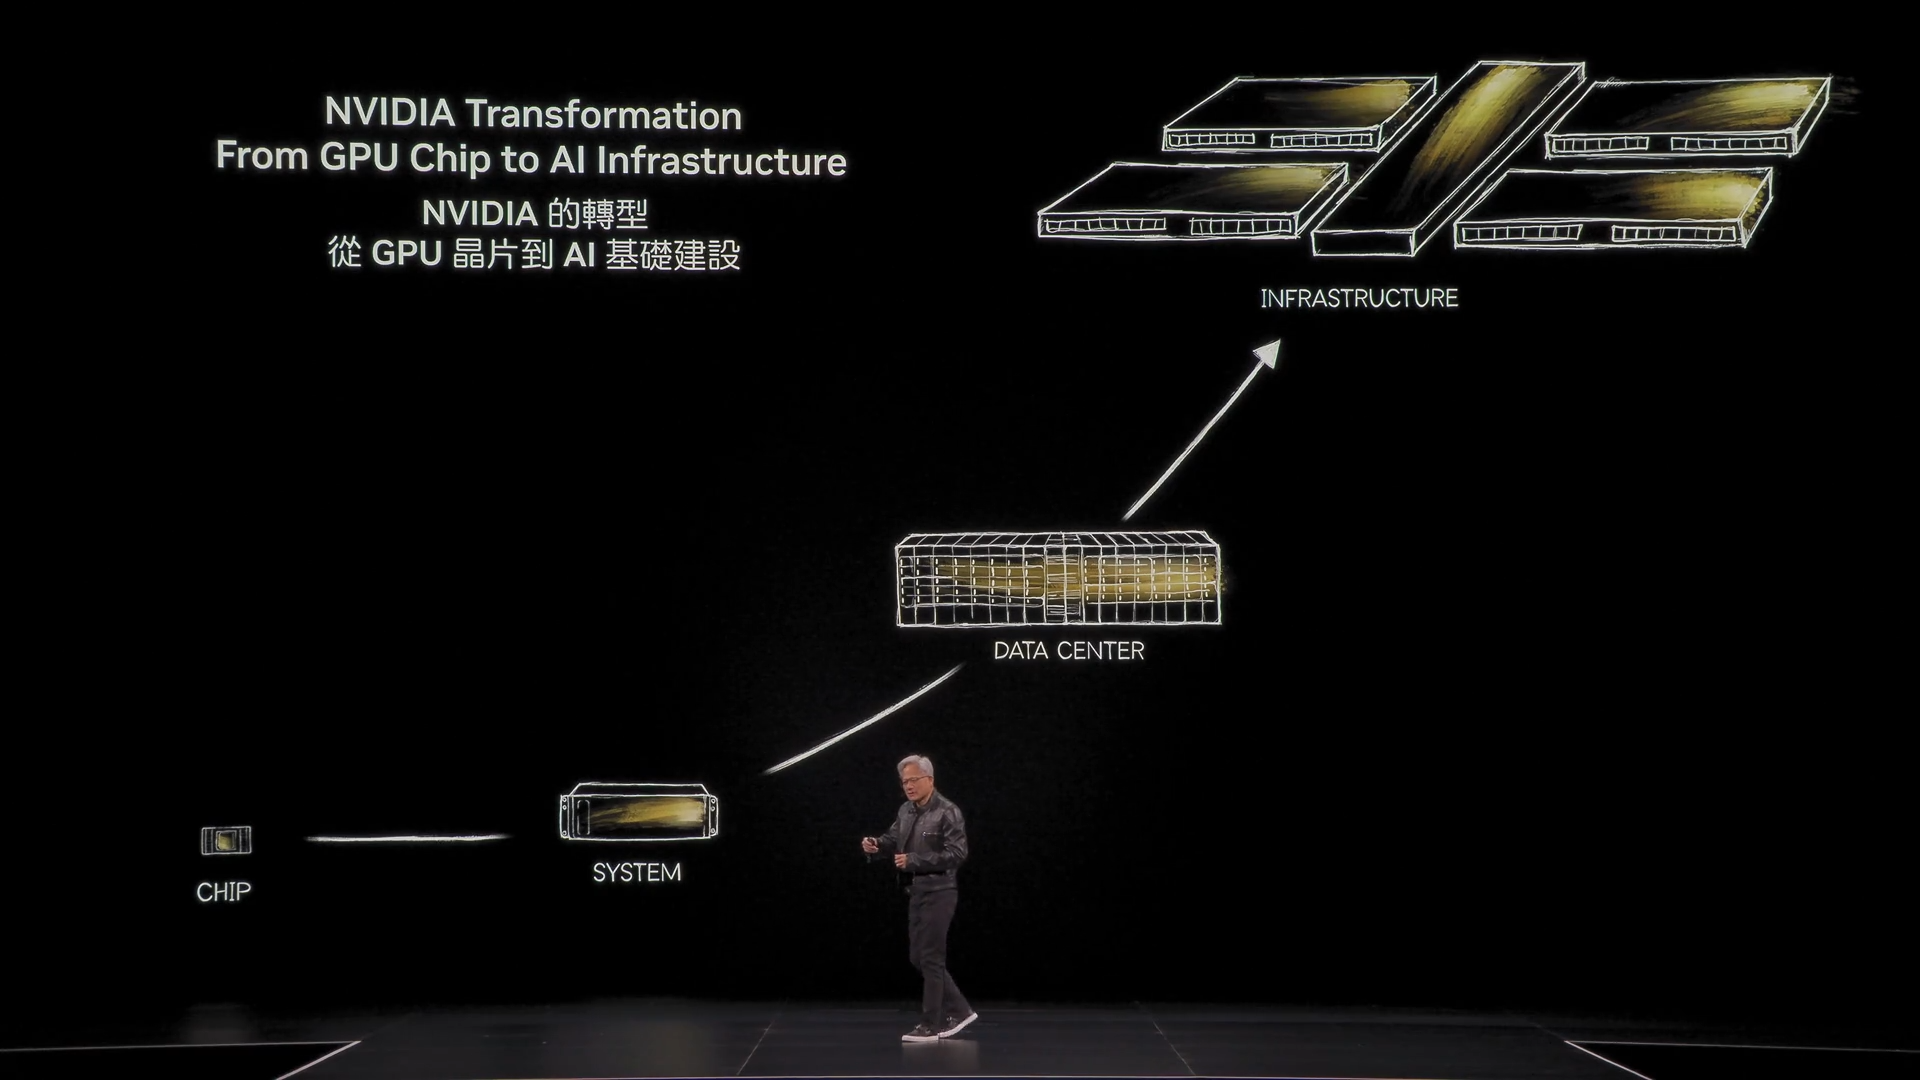 NVIDIA Transformation
From GPU Chip to AI Infrastructure
NVIDIA 的轉型
從 GPU 晶片到 AI 基礎建設
INFRASTRUCTURE
DATA CENTER
SYSTEM
CHIP